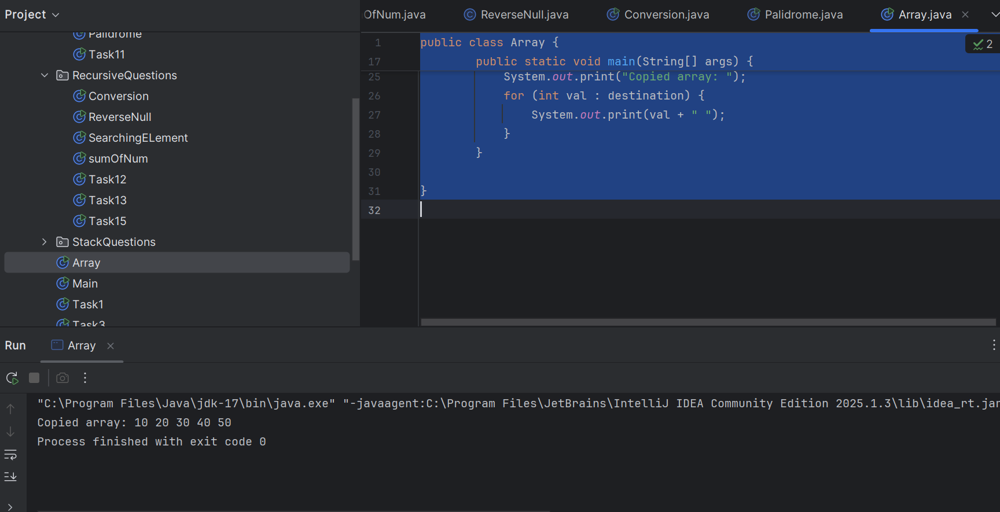 Project
OfNum.java
ReverseNull.java
Conversion.java
Palidrome.java
Array.java
Palidrome
Task11
RecursiveQuestions
Conversion
ReverseNull
SearchingELement
sumOfNum
Task12
Task13
Task15
StackQuestions
Array
Main
Task1
Task3
2
1 public class Array {
17 public static void main(String[] args) {
25 System.out.print("Copied array: ");
26 for (int val : destination) {
27 System.out.print(val + " ");
28 }
29 }
30
31 }
32
Run
Array
"C:\Program Files\Java\jdk-17\bin\java.exe" "-javaagent:C:\Program Files\JetBrains\IntelliJ IDEA Community Edition 2025.1.3\lib\idea_rt.jar
Copied array: 10 20 30 40 50
Process finished with exit code 0